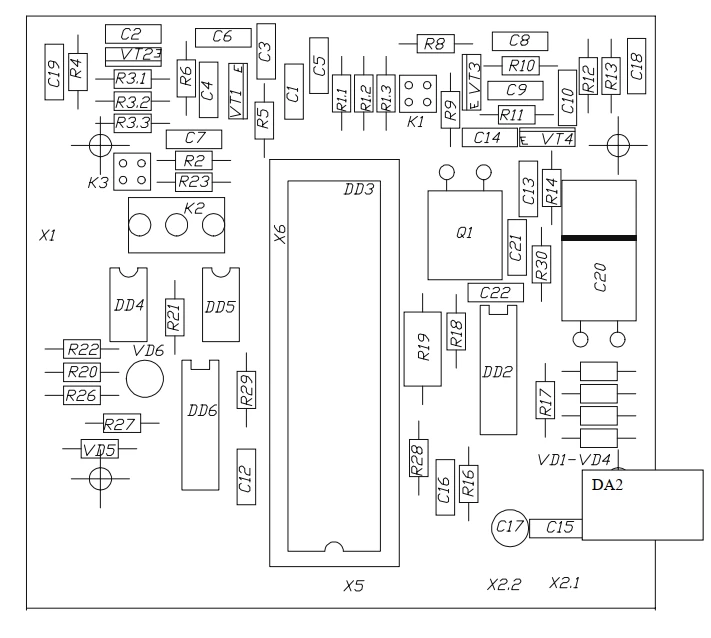 C2
C6
C3
R8
C8
C19
R4
VT23
R6
C4
VT1 E
C5
C1
VT3
E
R10
R12
R13
C18
R3.1
R3.2
R3.3
R5
R1.1
R1.2
R1.3
K1
R9
C9
R11
C10
C7
C14
E VT4
K3
R2
R23
DD3
C13
R14
K2
X1
X6
Q1
C21
R30
C20
DD4
R21
DD5
C22
R19
R18
R22
VD6
R20
R26
DD6
R29
DD2
R17
R27
VD5
R28
VD1-VD4
C12
C16
R16
DA2
C17
C15
X5
X2.2
X2.1